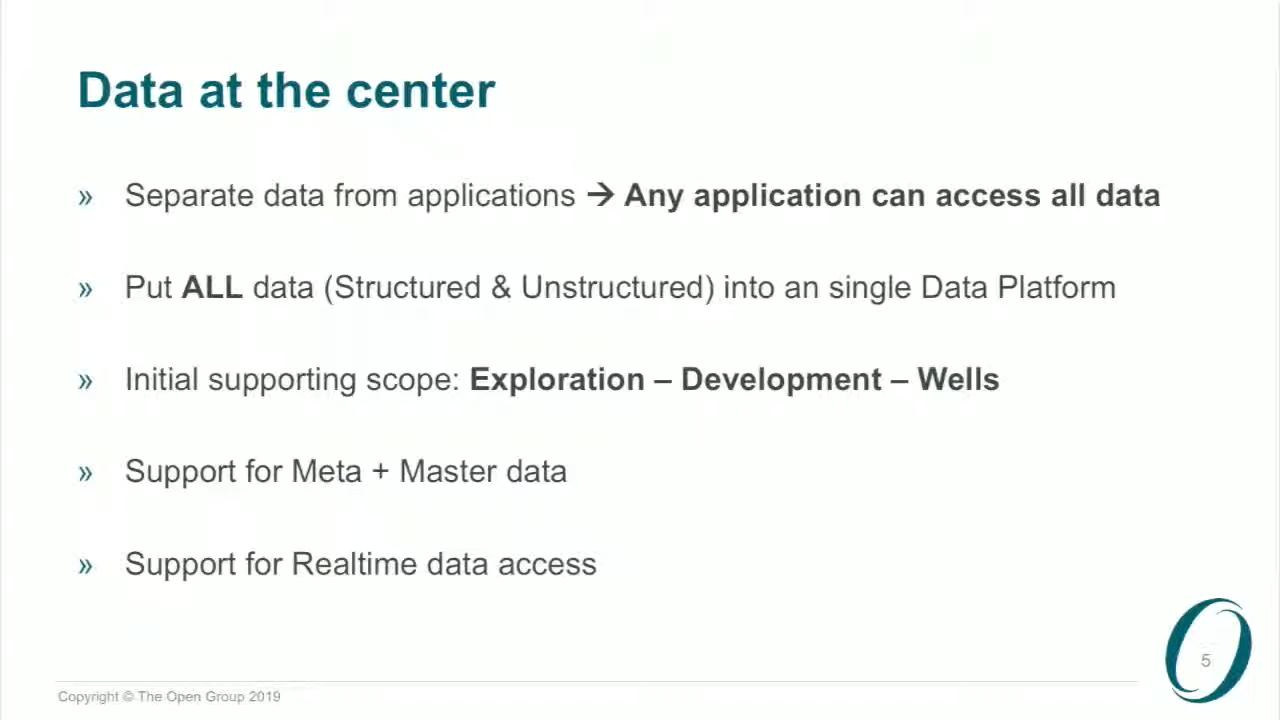 Data at the center
» Separate data from applications → Any application can access all data
» Put ALL data (Structured & Unstructured) into an single Data Platform
» Initial supporting scope: Exploration – Development – Wells
» Support for Meta + Master data
» Support for Realtime data access
5
Copyright © The Open Group 2019